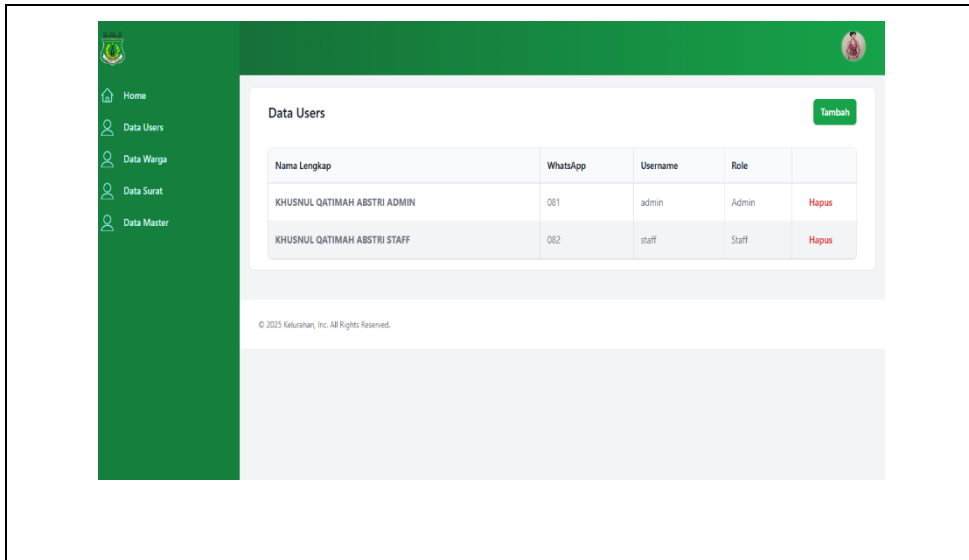 Home
Data Users
Data Warga
Data Surat
Data Master
Data Users
Tambah
Nama Lengkap WhatsApp Username Role
KHUSNUL QATIMAH ABSTRI ADMIN 081 admin Admin Hapus
KHUSNUL QATIMAH ABSTRI STAFF 082 staff Staff Hapus
© 2025 Kelurahan, Inc. All Rights Reserved.